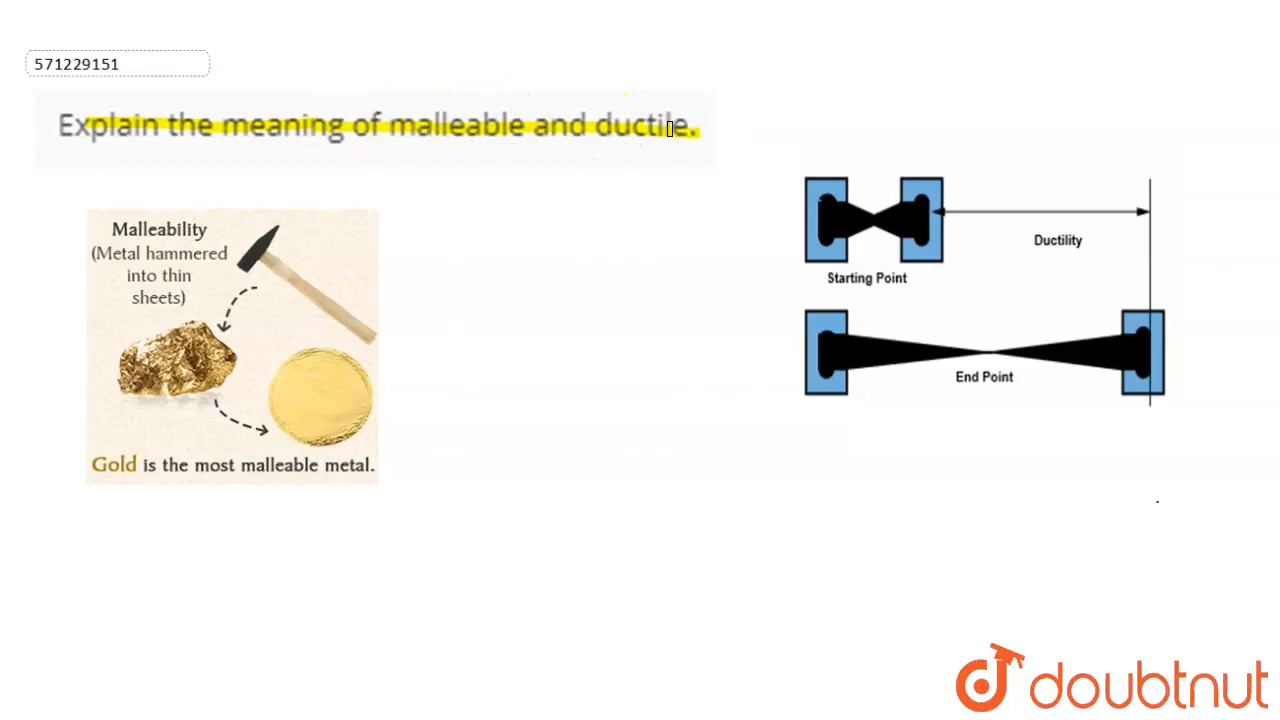 571229151
Explain the meaning of malleable and ductile.
Malleability
(Metal hammered
into thin
sheets)
Gold is the most malleable metal.
Ductility
Starting Point
End Point
doubtnut